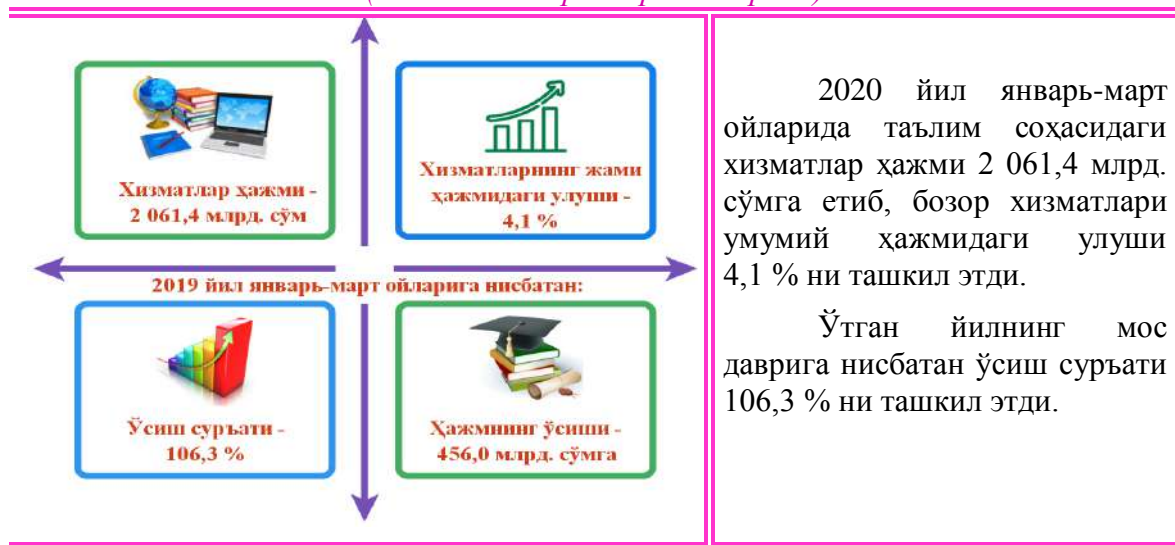 Хизматлар ҳажми -
2 061,4 млрд. сўм
Хизматларнинг жами
ҳажмидаги улуши -
4,1 %
2019 йил январь-март ойларига нисбатан:
Ўсиш суръати -
106,3 %
Ҳажмнинг ўсиши -
456,0 млрд. сўмга
2020 йил январь-март
ойларида таълим соҳасидаги
хизматлар ҳажми 2 061,4 млрд.
сўмга етиб, бозор хизматлари
умумий ҳажмидаги улуши
4,1 % ни ташкил этди.
Ўтган йилнинг мос
даврига нисбатан ўсиш суръати
106,3 % ни ташкил этди.